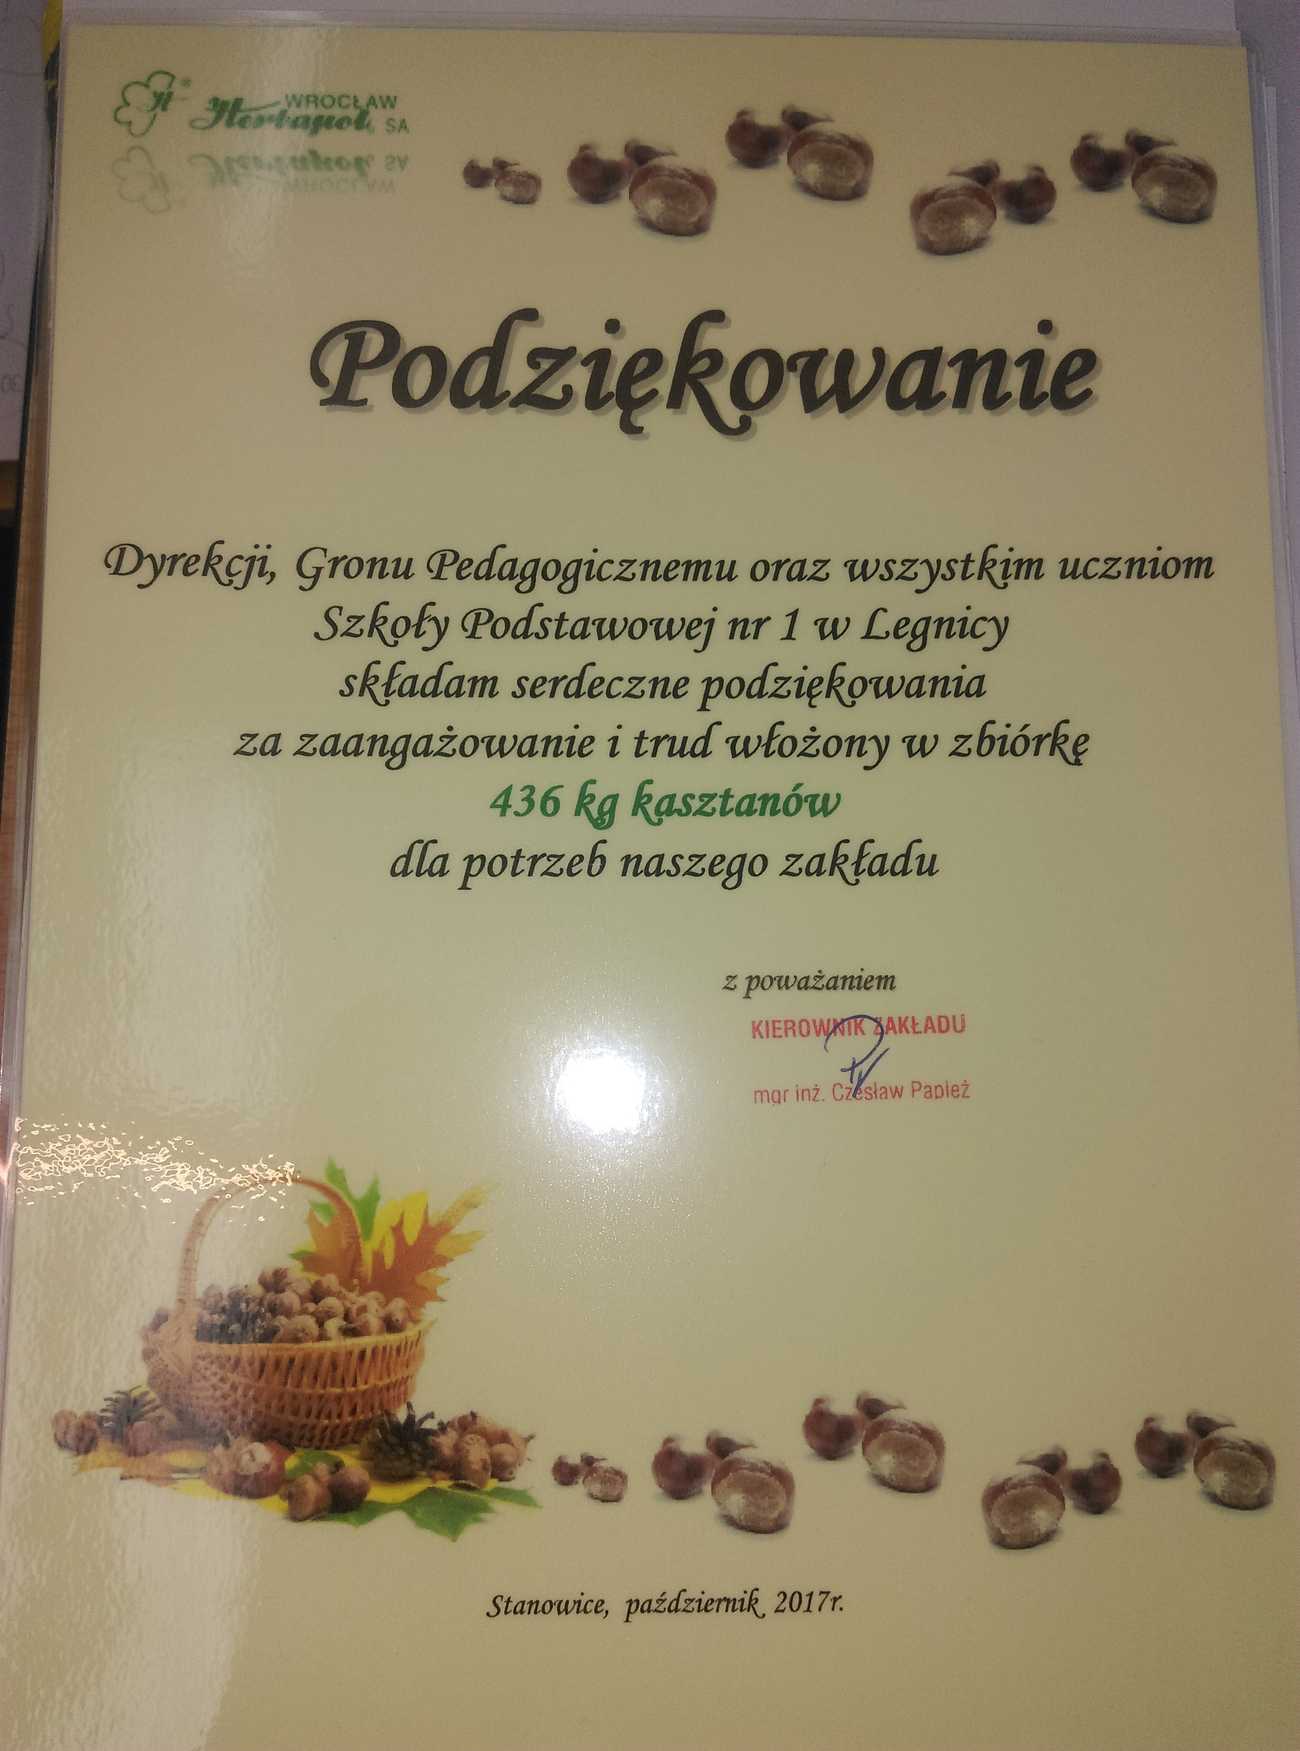 WROCŁAW
Herbapol SA
Podziękowanie
Dyrekcji, Gronu Pedagogicznemu oraz wszystkim uczniom
Szkoły Podstawowej nr 1 w Legnicy
składam serdeczne podziękowania
za zaangażowanie i trud włożony w zbiórkę
436 kg kasztanów
dla potrzeb naszego zakładu
z poważaniem
KIEROWNIK ZAKŁADU
mgr inż. Czesław Papież
Stanowice, październik 2017r.